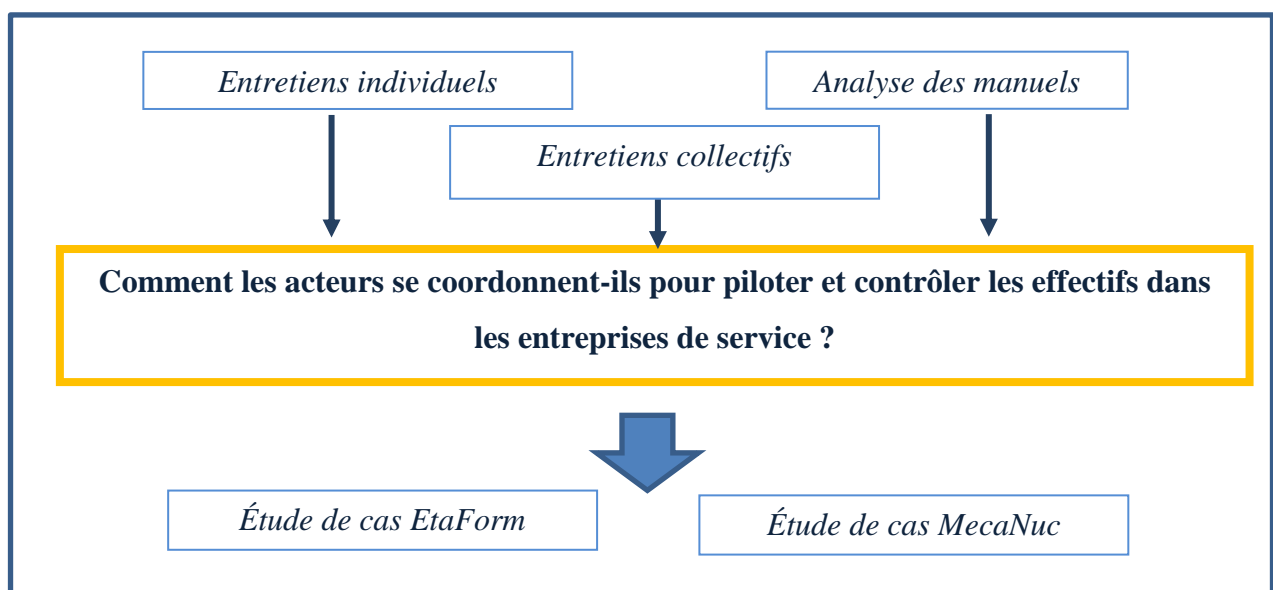 Entretiens individuels
Analyse des manuels
Entretiens collectifs
Comment les acteurs se coordonnent-ils pour piloter et contrôler les effectifs dans
les entreprises de service ?
Étude de cas EtaForm
Étude de cas MecaNuc